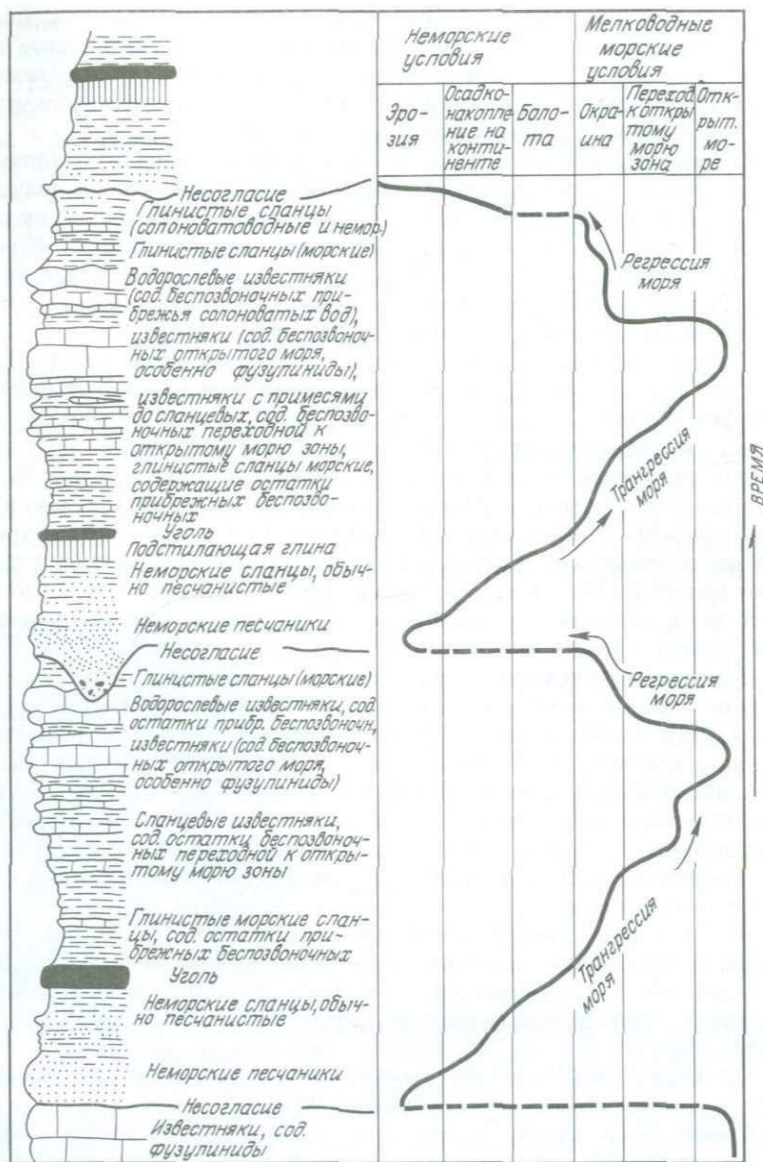 Неморские
условия
Мелководные
морские
условия
Эро-
зия
Осадко-
накопле-
ние на
конти-
ненте
Боло-
та
Окра-
ина
Переход.
к откры
тому
морю
зона
Отк-
рыт.
мо-
ре
Несогласие
Глинистые сланцы
(солоноватоводные и немор.)
Глинистые сланцы (морские)
Водорослевые известняки
(сод. беспозвоночных при-
брежья солоноватых вод),
известняки (сод. беспозвоноч-
ных открытого моря,
особенно фузулиниды),
известняки с примесями
до сланцевых, сод. беспозво-
ночных переходной к
открытому морю зоны,
глинистые сланцы морские,
содержащие остатки
прибрежных беспозво-
ночных
Уголь
Подстилающая глина
Неморские сланцы, обыч-
но песчанистые
Неморские песчаники
Несогласие
Глинистые сланцы (морские)
Водорослевые известняки, сод.
остатки прибр. беспозвоночн,
известняки (сод. беспозвоноч-
ных открытого моря,
особенно фузулиниды)
Сланцевые известняки,
сод. остатки беспозвоноч-
ных переходной к откры-
тому морю зоны
Глинистые морские слан-
цы, сод. остатки при-
брежных беспозвоночных
Уголь
Неморские сланцы, обыч-
но песчанистые
Неморские песчаники
Несогласие
Известняки, сод.
фузулиниды
Регрессия
моря
Трангрессия
моря
Регрессия
моря
Трангрессия
моря
ВРЕМЯ